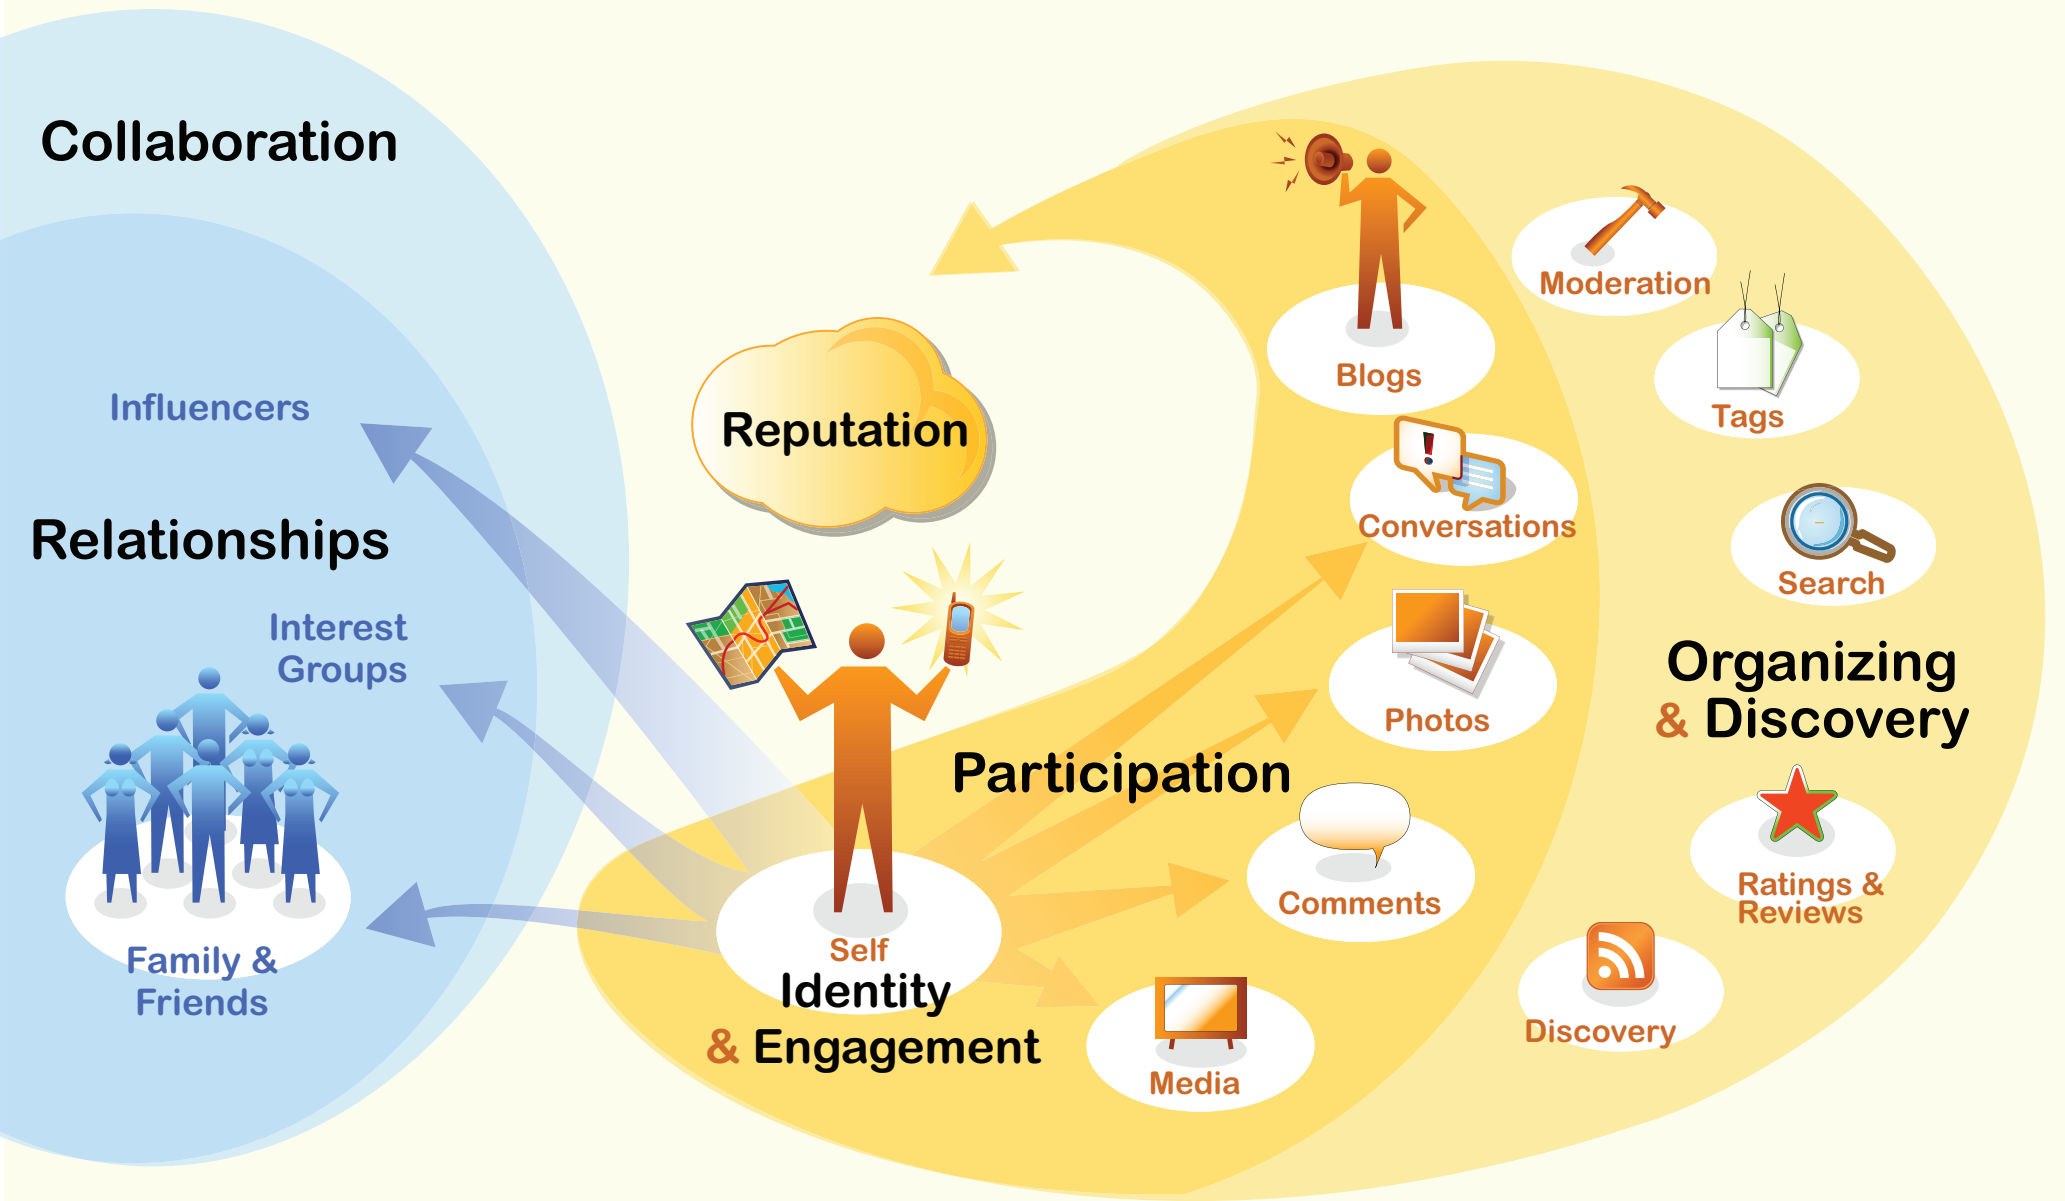 Collaboration
Influencers
Relationships
Interest
Groups
Family &
Friends
Reputation
Participation
Self
Identity
& Engagement
Blogs
Conversations
Photos
Comments
Media
Moderation
Tags
Search
Organizing
& Discovery
Ratings &
Reviews
Discovery